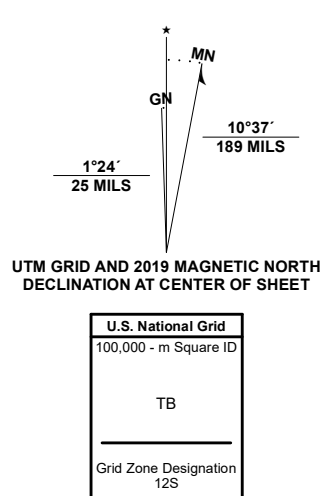 MN
GN
10°37´
189 MILS
1°24´
25 MILS
UTM GRID AND 2019 MAGNETIC NORTH
DECLINATION AT CENTER OF SHEET
U.S. National Grid
100,000 - m Square ID
TB
Grid Zone Designation
12S